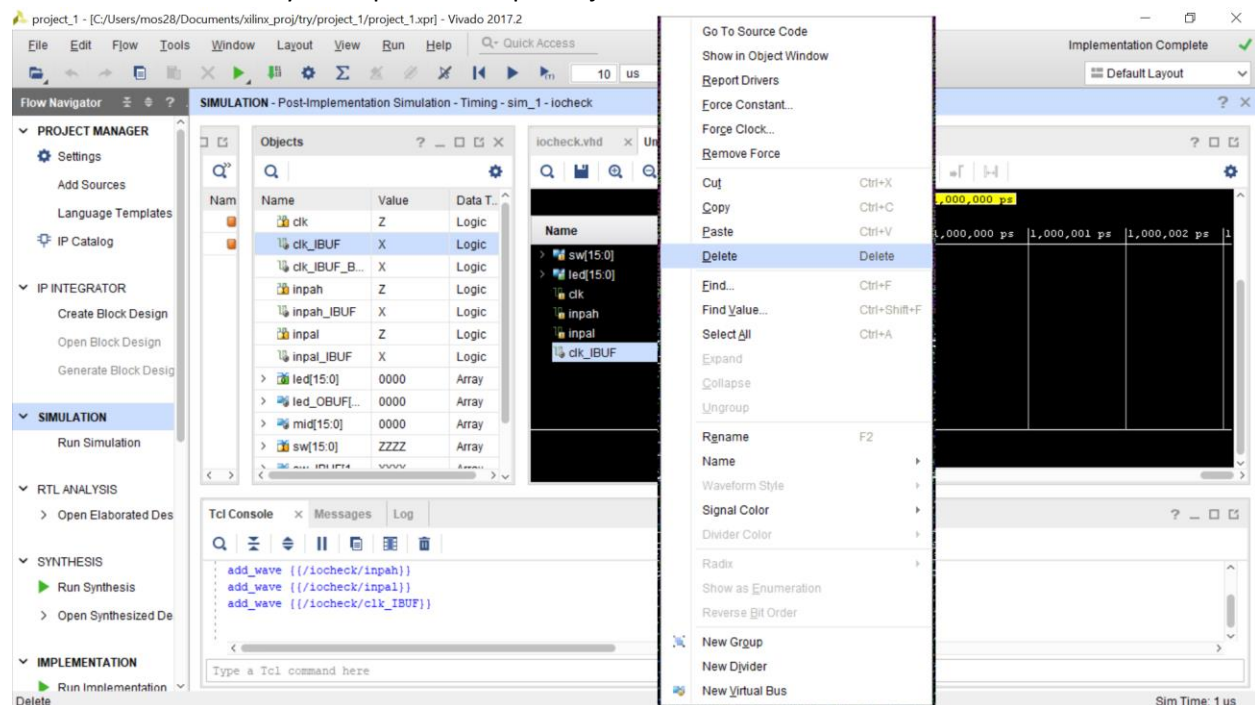 project_1 - [C:/Users/mos28/Documents/xilinx_proj/try/project_1/project_1.xpr] - Vivado 2017.2
File Edit Flow Tools Window Layout View Run Help Quick Access
Implementation Complete
10 us
Default Layout
Flow Navigator
PROJECT MANAGER
Settings
Add Sources
Language Templates
IP Catalog
IP INTEGRATOR
Create Block Design
Open Block Design
Generate Block Desig
SIMULATION
Run Simulation
RTL ANALYSIS
Open Elaborated Des
SYNTHESIS
Run Synthesis
Open Synthesized De
IMPLEMENTATION
Run Implementation
Delete
SIMULATION - Post-Implementation Simulation - Timing - sim_1 - iocheck
Nam
Objects
Name Value Data T..
clk Z Logic
clk_IBUF X Logic
clk_IBUF_B... X Logic
inpah Z Logic
inpah_IBUF X Logic
inpal Z Logic
inpal_IBUF X Logic
led[15:0] 0000 Array
led_OBUF[... 0000 Array
mid[15:0] 0000 Array
sw[15:0] ZZZZ Array
iocheck.vhd Un
Name
sw[15:0]
led[15:0]
clk
inpah
inpal
clk_IBUF
,000,000 ps
1,000,000 ps 1,000,001 ps 1,000,002 ps 1
Go To Source Code
Show in Object Window
Report Drivers
Force Constant...
Force Clock...
Remove Force
Cut Ctrl+X
Copy Ctrl+C
Paste Ctrl+V
Delete Delete
Find... Ctrl+F
Find Value... Ctrl+Shift+F
Select All Ctrl+A
Expand
Collapse
Ungroup
Rename F2
Name
Waveform Style
Signal Color
Divider Color
Radix
Show as Enumeration
Reverse Bit Order
New Group
New Divider
New Virtual Bus
Tcl Console Messages Log
add_wave {{/iocheck/inpah}}
add_wave {{/iocheck/inpal}}
add_wave {{/iocheck/clk_IBUF}}
Type a Tcl command here
Sim Time: 1 us